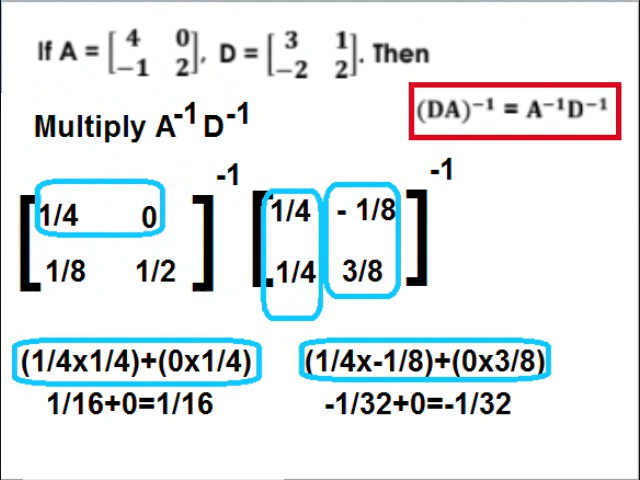 If A = [4 0 -1 2], D = [3 1 -2 2]. Then
(DA)⁻¹ = A⁻¹D⁻¹
Multiply A⁻¹ D⁻¹
[1/4 0 1/8 1/2]⁻¹ [1/4 - 1/8 1/4 3/8]⁻¹
(1/4x1/4)+(0x1/4) (1/4x-1/8)+(0x3/8)
1/16+0=1/16 -1/32+0=-1/32